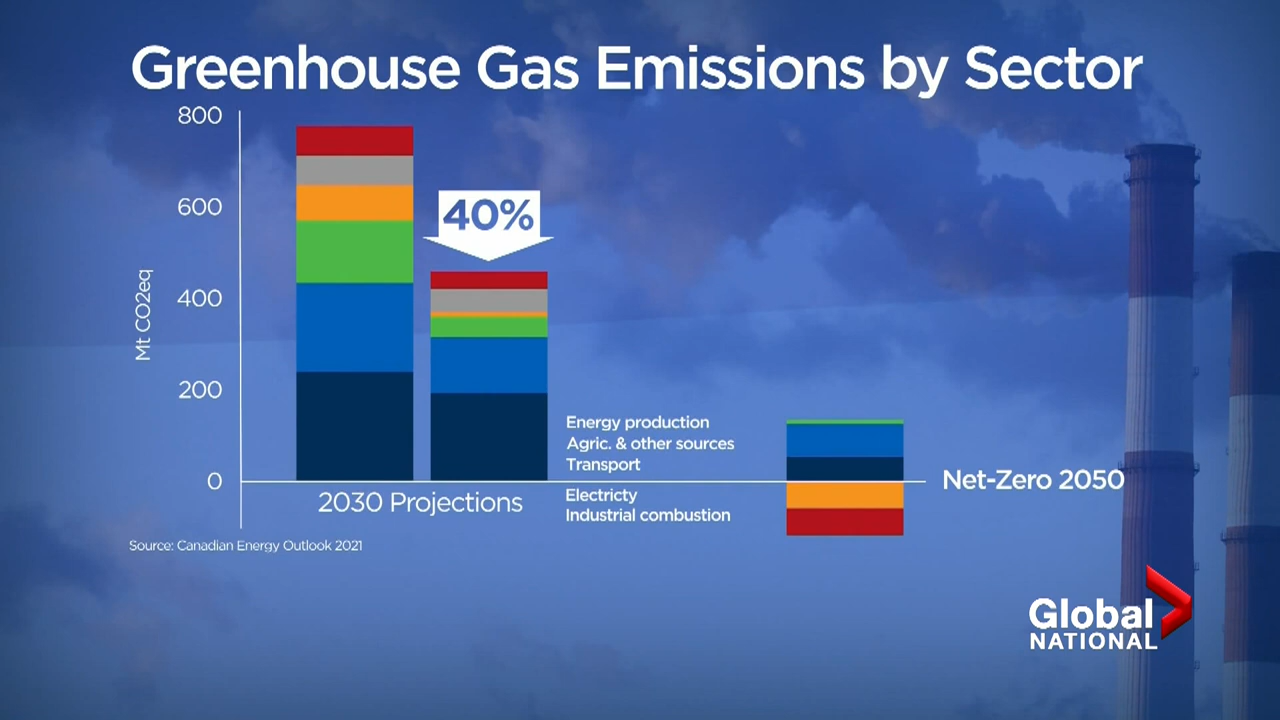 Greenhouse Gas Emissions by Sector
800
600
400
200
0
Mt CO2eq
40%
2030 Projections
Energy production
Agric. & other sources
Transport
Electricty
Industrial combustion
Net-Zero 2050
Source: Canadian Energy Outlook 2021
Global
NATIONAL